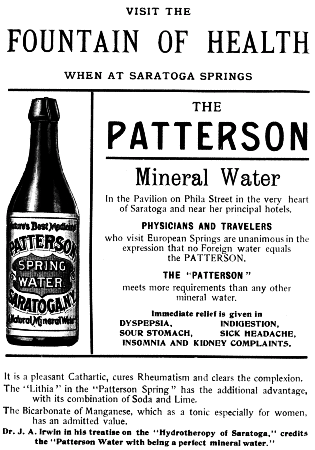 VISIT THE
FOUNTAIN OF HEALTH
WHEN AT SARATOGA SPRINGS
Nature's Best Medicine
PATTERSON
SPRING
WATER
SARATOGA, N.Y.
Natural Mineral Water
THE
PATTERSON
Mineral Water
In the Pavilion on Phila Street in the very heart
of Saratoga and near her principal hotels.
PHYSICIANS AND TRAVELERS
who visit European Springs are unanimous in the
expression that no Foreign water equals
the PATTERSON.
THE "PATTERSON"
meets more requirements than any other
mineral water.
Immediate relief is given in
DYSPEPSIA, INDIGESTION,
SOUR STOMACH, SICK HEADACHE,
INSOMNIA AND KIDNEY COMPLAINTS.
It is a pleasant Cathartic, cures Rheumatism and clears the complexion.
The "Lithia" in the "Patterson Spring" has the additional advantage,
with its combination of Soda and Lime.
The Bicarbonate of Manganese, which as a tonic especially for women,
has an admitted value.
Dr. J. A. Irwin in his treatise on the "Hydrotheropy of Saratoga," credits
the "Patterson Water with being a perfect mineral water."